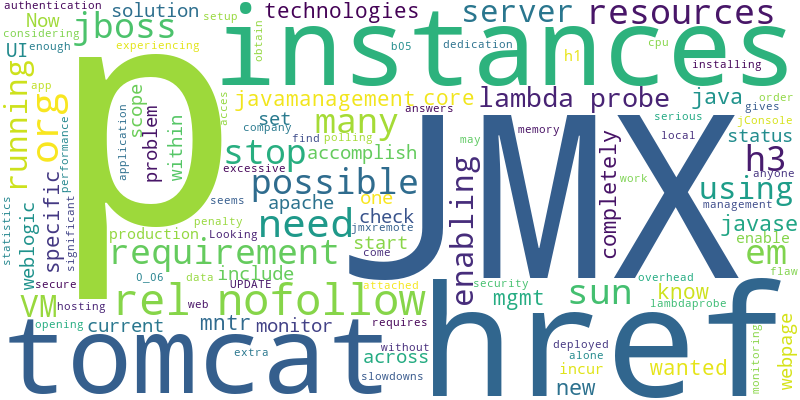 authentication
technologies
setup
Now
solution
server
resources
considering
jboss
obtain
UI
enough
experiencing
b05
dedication
h1
cpu
installing
p
instances
app
running
org
performance
application
problem
scope
within
acces
javamanagement
core
lambda probe
java
order
answers
set
many
gives
jConsole
company
find
polling
may
memory
serious
local
status
stop
accomplish
completely
h3
anyone
excessive
JMX
statistics
weblogic
specific
significant
seems
apache
possible
one
enabling
work
using
management
penalty
check
production
Looking
need
jmxremote
javase
requirement
start
come
enable
em
0_06
data
include
attached
security
overhead
flaw
secure
UPDATE
mgmt
sun
know
VM
hosting
rel
web
nofollow
lambdaprobe
tomcat
href
opening
current
mntr
monitor
requires
without
deployed
monitoring
webpage
extra
across
alone
incur
wanted
slowdowns
new